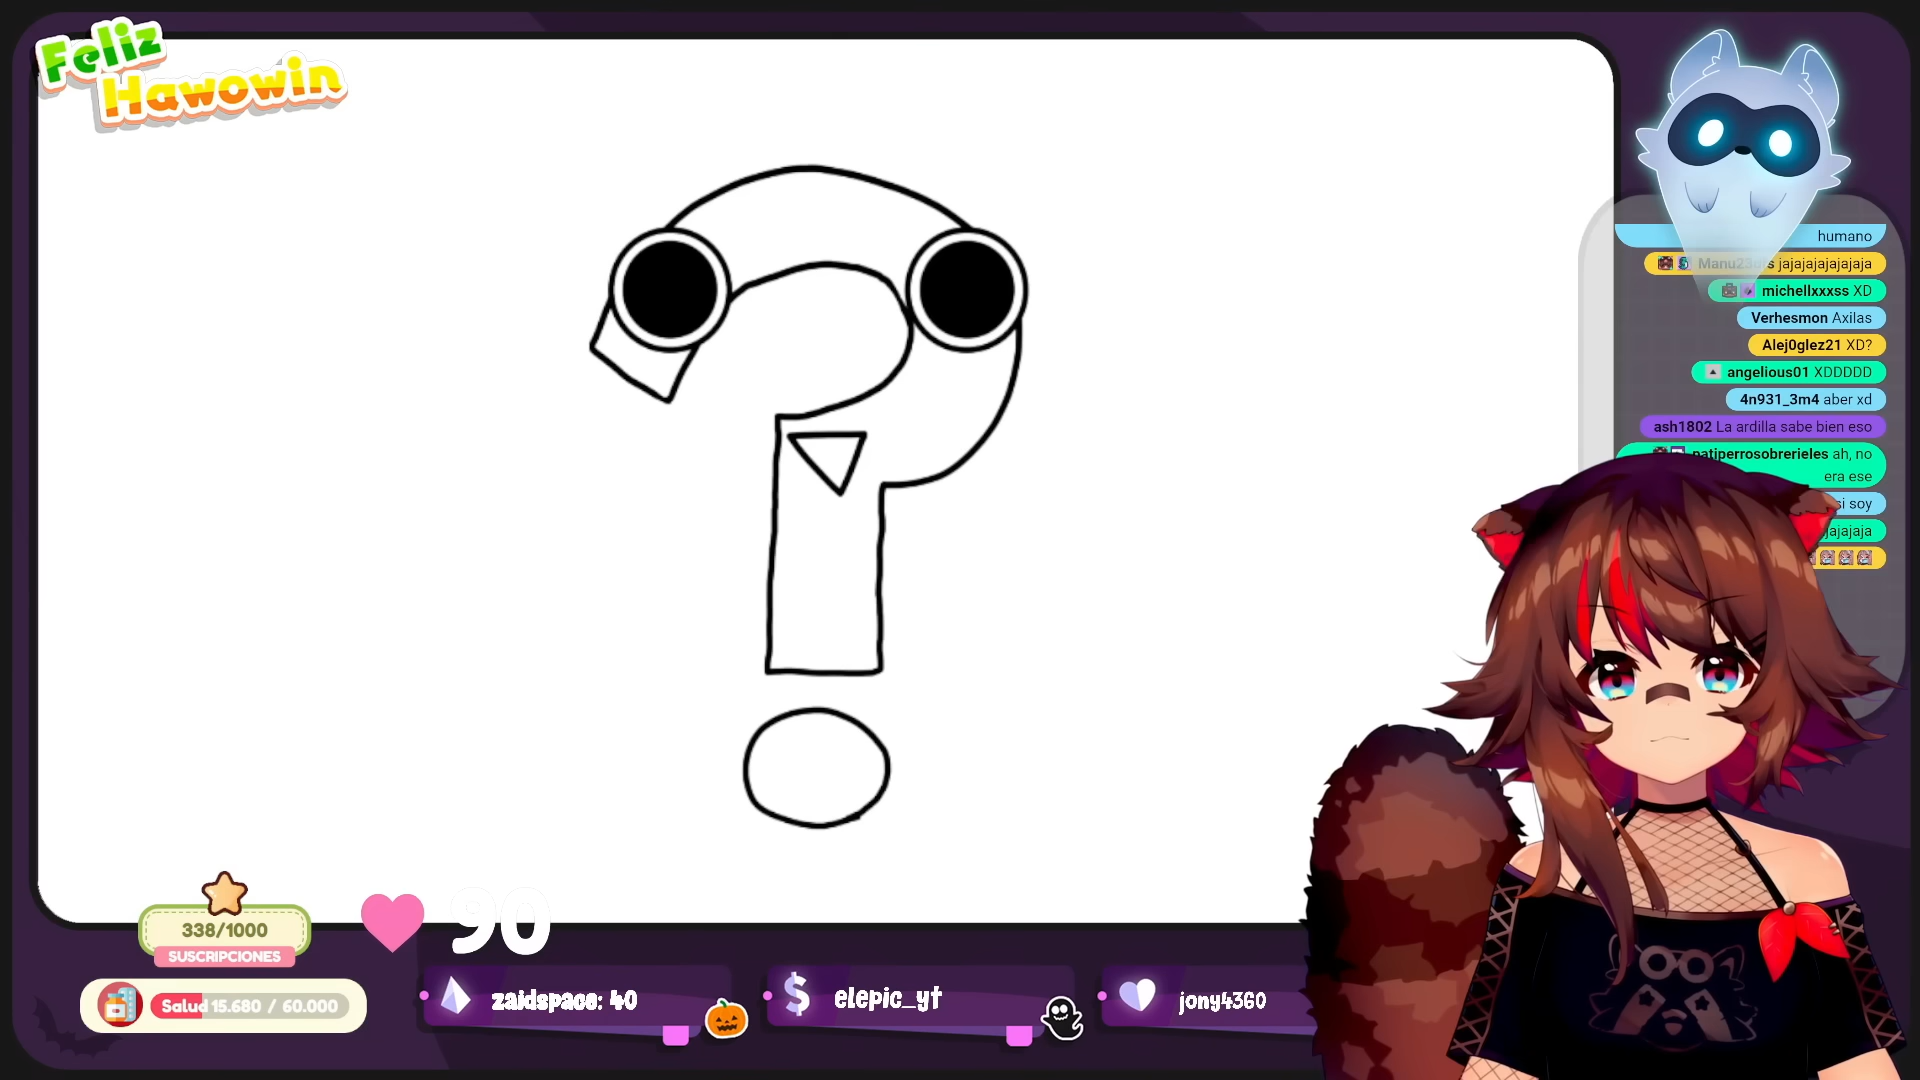 Feliz
Hawowin
humano
Manu23 jajajajajajaja
michellxxxss XD
Verhesmon Axilas
Alej0glez21 XD?
angelious01 XDDDDD
4n931_3m4 aber xd
ash1802 La ardilla sabe bien eso
patiperrosobrerieles ah, no
era ese
si soy
jajajaja
338/1000
SUSCRIPCIONES
90
Salud 15.680 / 60.000
zaidspace: 40
elepic_yt
jony4360